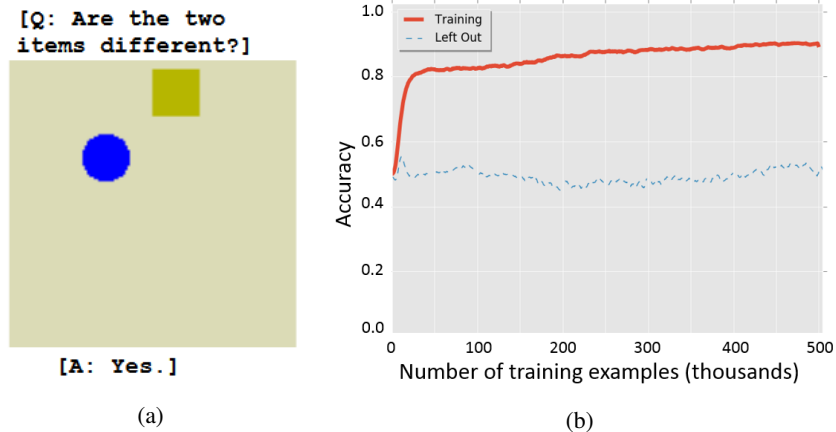 [Q: Are the two
items different?]
[A: Yes.]
(a)
1.0
0.8
0.6
0.4
0.2
0.0
Accuracy
Training
Left Out
0 100 200 300 400 500
Number of training examples (thousands)
(b)